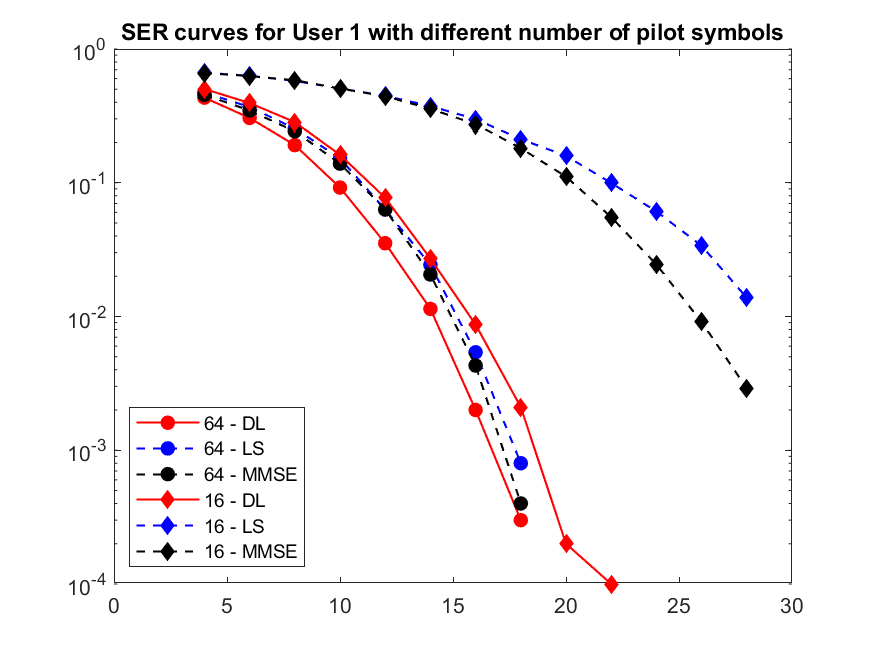 SER curves for User 1 with different number of pilot symbols
10^0
10^-1
10^-2
10^-3
10^-4
64 - DL
64 - LS
64 - MMSE
16 - DL
16 - LS
16 - MMSE
0 5 10 15 20 25 30